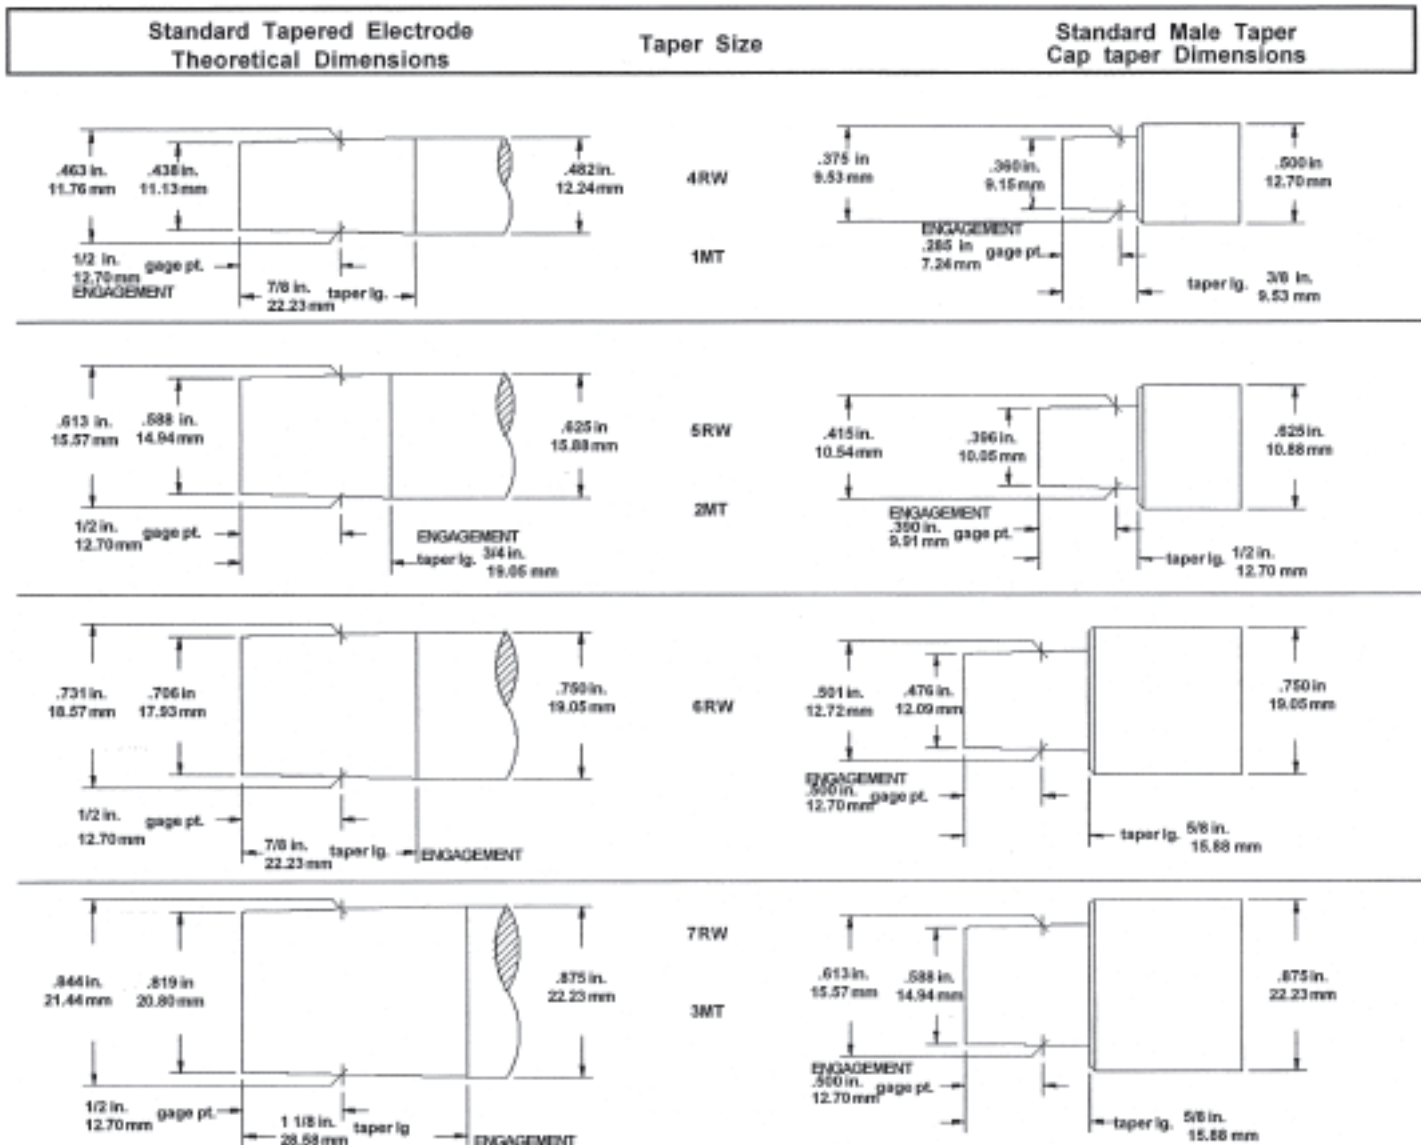 Standard Tapered Electrode
Theoretical Dimensions
Taper Size
Standard Male Taper
Cap taper Dimensions
.463 in.
11.76 mm
.438 in.
11.13 mm
.482 in.
12.24 mm
1/2 in.
12.70 mm
gage pt.
ENGAGEMENT
7/8 in.
22.23 mm
taper lg.
4RW
1MT
.375 in
9.53 mm
.360 in.
9.15 mm
.500 in
12.70 mm
ENGAGEMENT
.285 in
7.24 mm
gage pt.
taper lg.
3/8 in.
9.53 mm
.613 in.
15.57 mm
.588 in.
14.94 mm
.625 in
15.88 mm
1/2 in.
12.70 mm
gage pt.
ENGAGEMENT
taper lg.
3/4 in.
19.05 mm
5RW
2MT
.415 in.
10.54 mm
.396 in.
10.05 mm
.625 in.
10.88 mm
ENGAGEMENT
.390 in.
9.91 mm
gage pt.
taper lg.
1/2 in.
12.70 mm
.731 in.
18.57 mm
.706 in
17.93 mm
.750 in.
19.05 mm
1/2 in.
12.70 mm
gage pt.
7/8 in.
22.23 mm
taper lg.
ENGAGEMENT
6RW
.501 in.
12.72 mm
.476 in.
12.09 mm
.750 in
19.05 mm
ENGAGEMENT
.500 in.
12.70 mm
gage pt.
taper lg.
5/8 in.
15.88 mm
.844 in.
21.44 mm
.819 in
20.80 mm
.875 in.
22.23 mm
1/2 in.
12.70 mm
gage pt.
1 1/8 in.
28.58 mm
taper lg
ENGAGEMENT
7RW
3MT
.613 in.
15.57 mm
.588 in.
14.94 mm
.875 in.
22.23 mm
ENGAGEMENT
.500 in.
12.70 mm
gage pt.
taper lg.
5/8 in.
15.88 mm